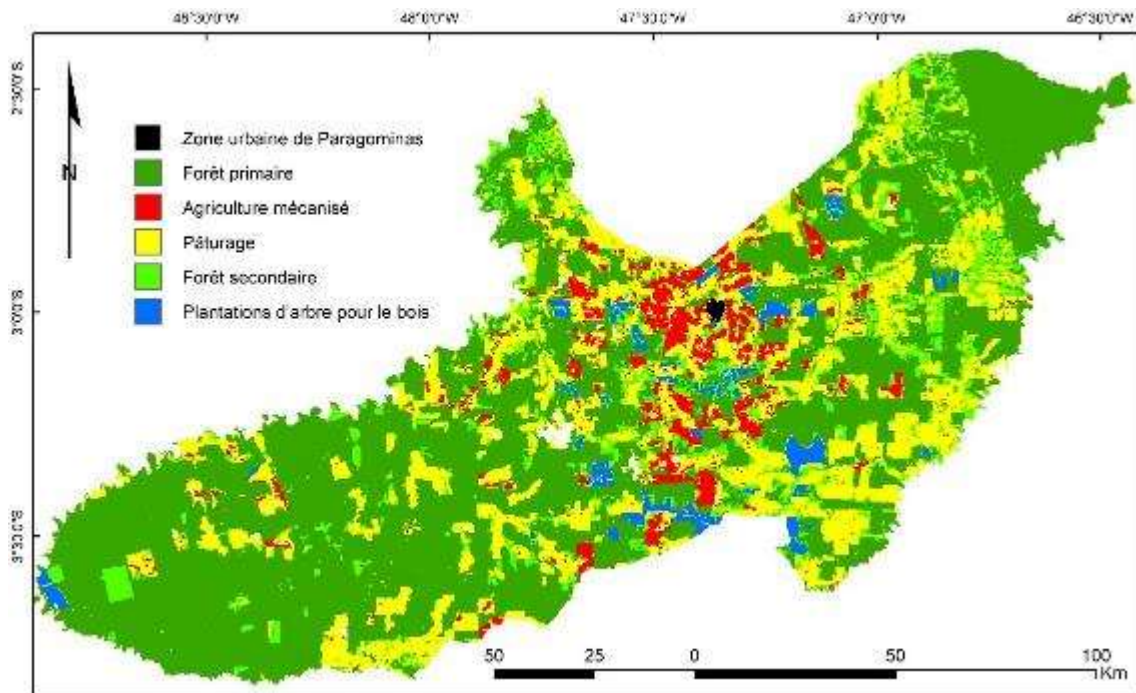 48°30'0"W 48°0'0"W 47°30'0"W 47°0'0"W 46°30'0"W
2°30'0"S
N
Zone urbaine de Paragominas
Forêt primaire
Agriculture mécanisé
Pâturage
Forêt secondaire
Plantations d'arbre pour le bois
3°0'0"S
3°30'0"S
50 25 0 50 100
Km